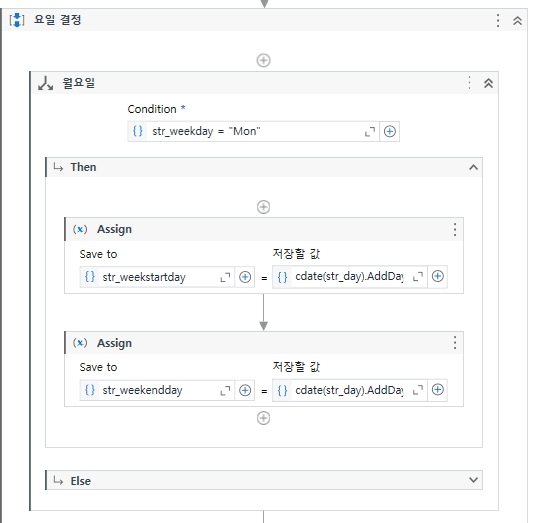 요일 결정
월요일
Condition *
{} str_weekday = "Mon"
Then
(x) Assign
Save to 저장할 값
{} str_weekstartday = {} cdate(str_day).AddDay
(x) Assign
Save to 저장할 값
{} str_weekendday = {} cdate(str_day).AddDay
Else